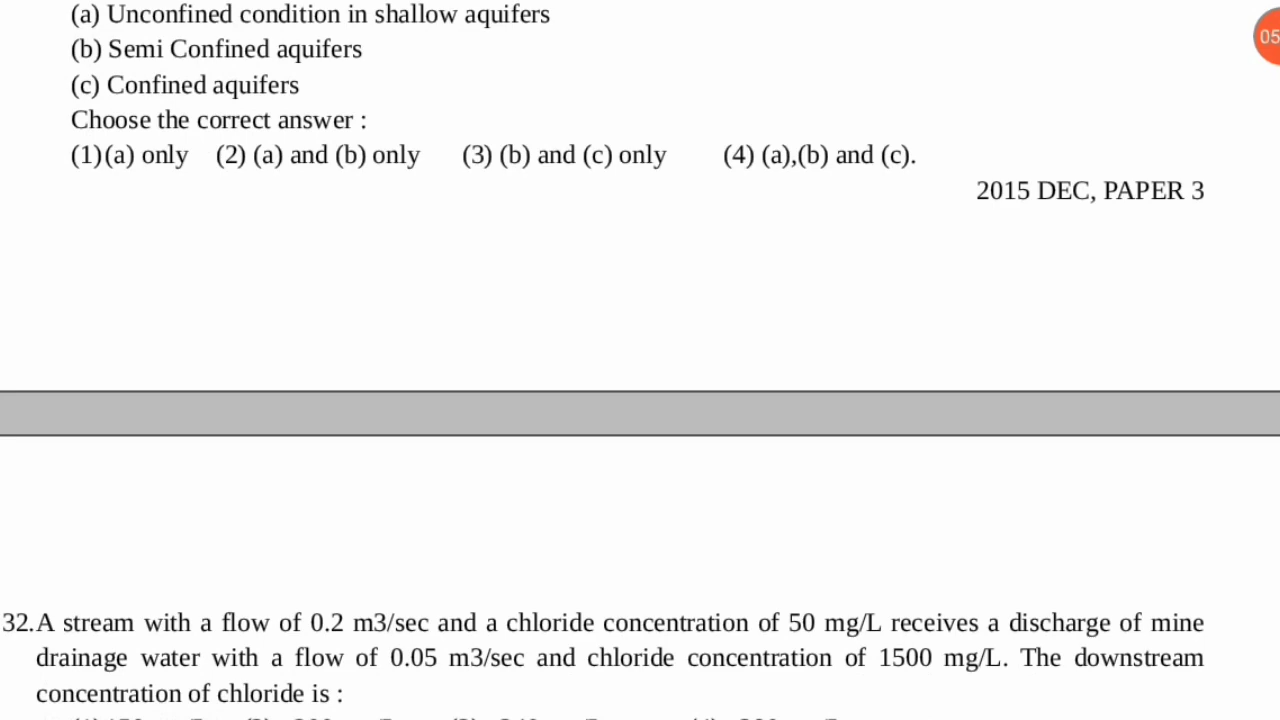 (a) Unconfined condition in shallow aquifers
(b) Semi Confined aquifers
(c) Confined aquifers
Choose the correct answer :
(1)(a) only (2) (a) and (b) only (3) (b) and (c) only (4) (a),(b) and (c).
2015 DEC, PAPER 3
32.A stream with a flow of 0.2 m3/sec and a chloride concentration of 50 mg/L receives a discharge of mine
drainage water with a flow of 0.05 m3/sec and chloride concentration of 1500 mg/L. The downstream
concentration of chloride is :
05